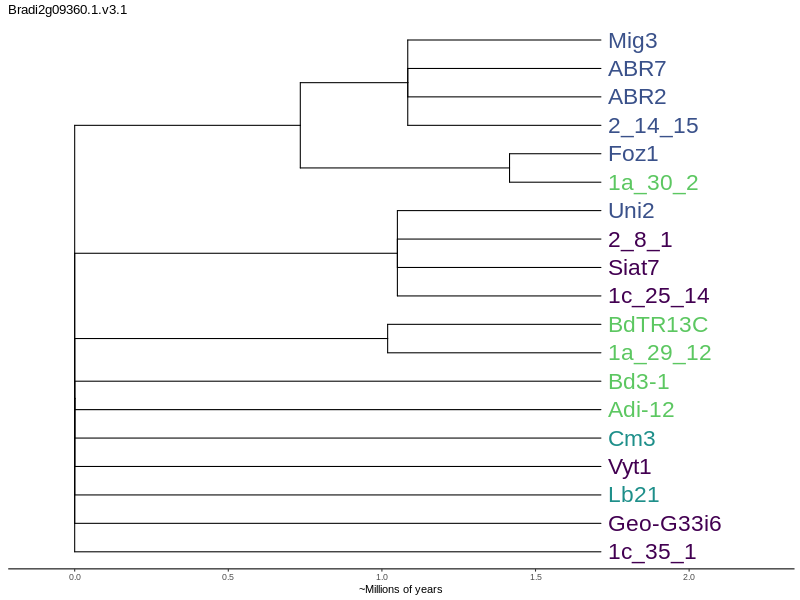 Bradi2g09360.1.v3.1
Mig3
ABR7
ABR2
2_14_15
Foz1
1a_30_2
Uni2
2_8_1
Siat7
1c_25_14
BdTR13C
1a_29_12
Bd3-1
Adi-12
Cm3
Vyt1
Lb21
Geo-G33i6
1c_35_1
0.0 0.5 1.0 1.5 2.0
~Millions of years